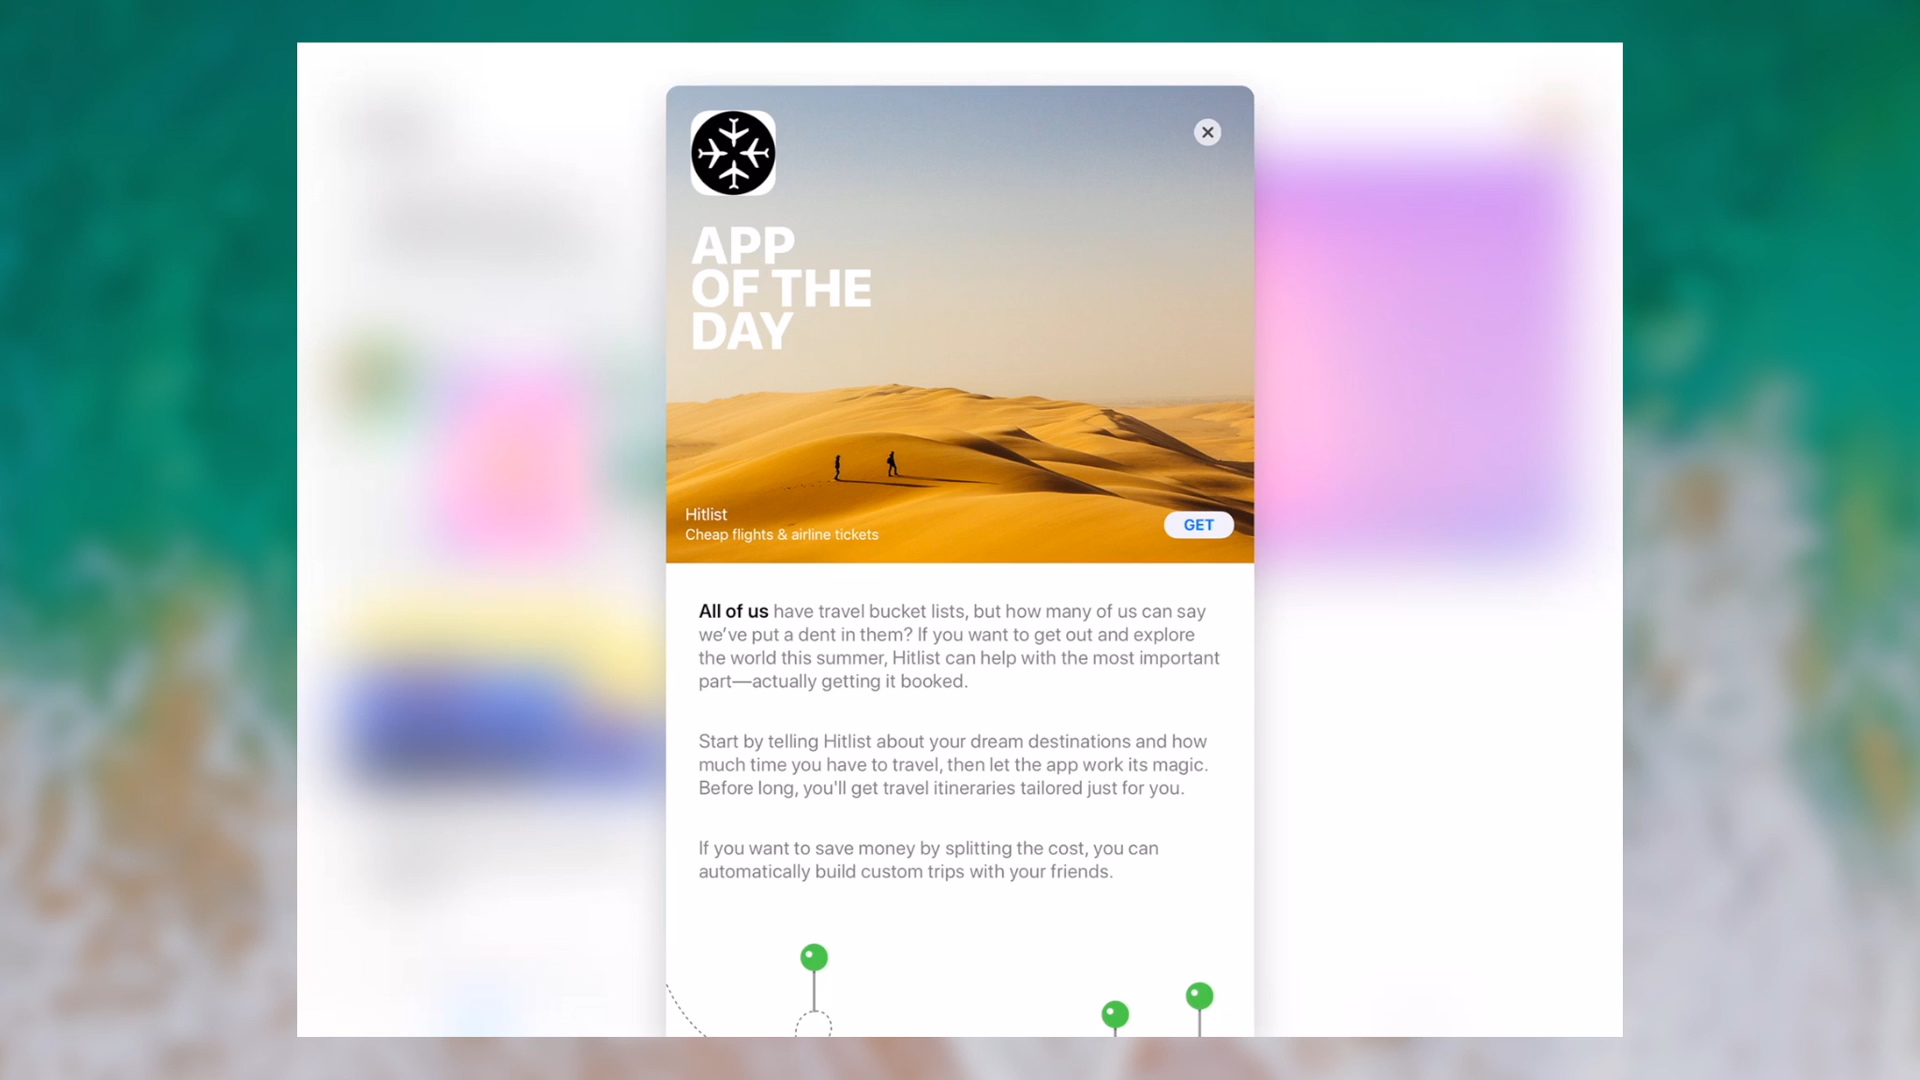 APP
OF THE
DAY
Hitlist
Cheap flights & airline tickets
GET
All of us have travel bucket lists, but how many of us can say
we’ve put a dent in them? If you want to get out and explore
the world this summer, Hitlist can help with the most important
part—actually getting it booked.
Start by telling Hitlist about your dream destinations and how
much time you have to travel, then let the app work its magic.
Before long, you'll get travel itineraries tailored just for you.
If you want to save money by splitting the cost, you can
automatically build custom trips with your friends.